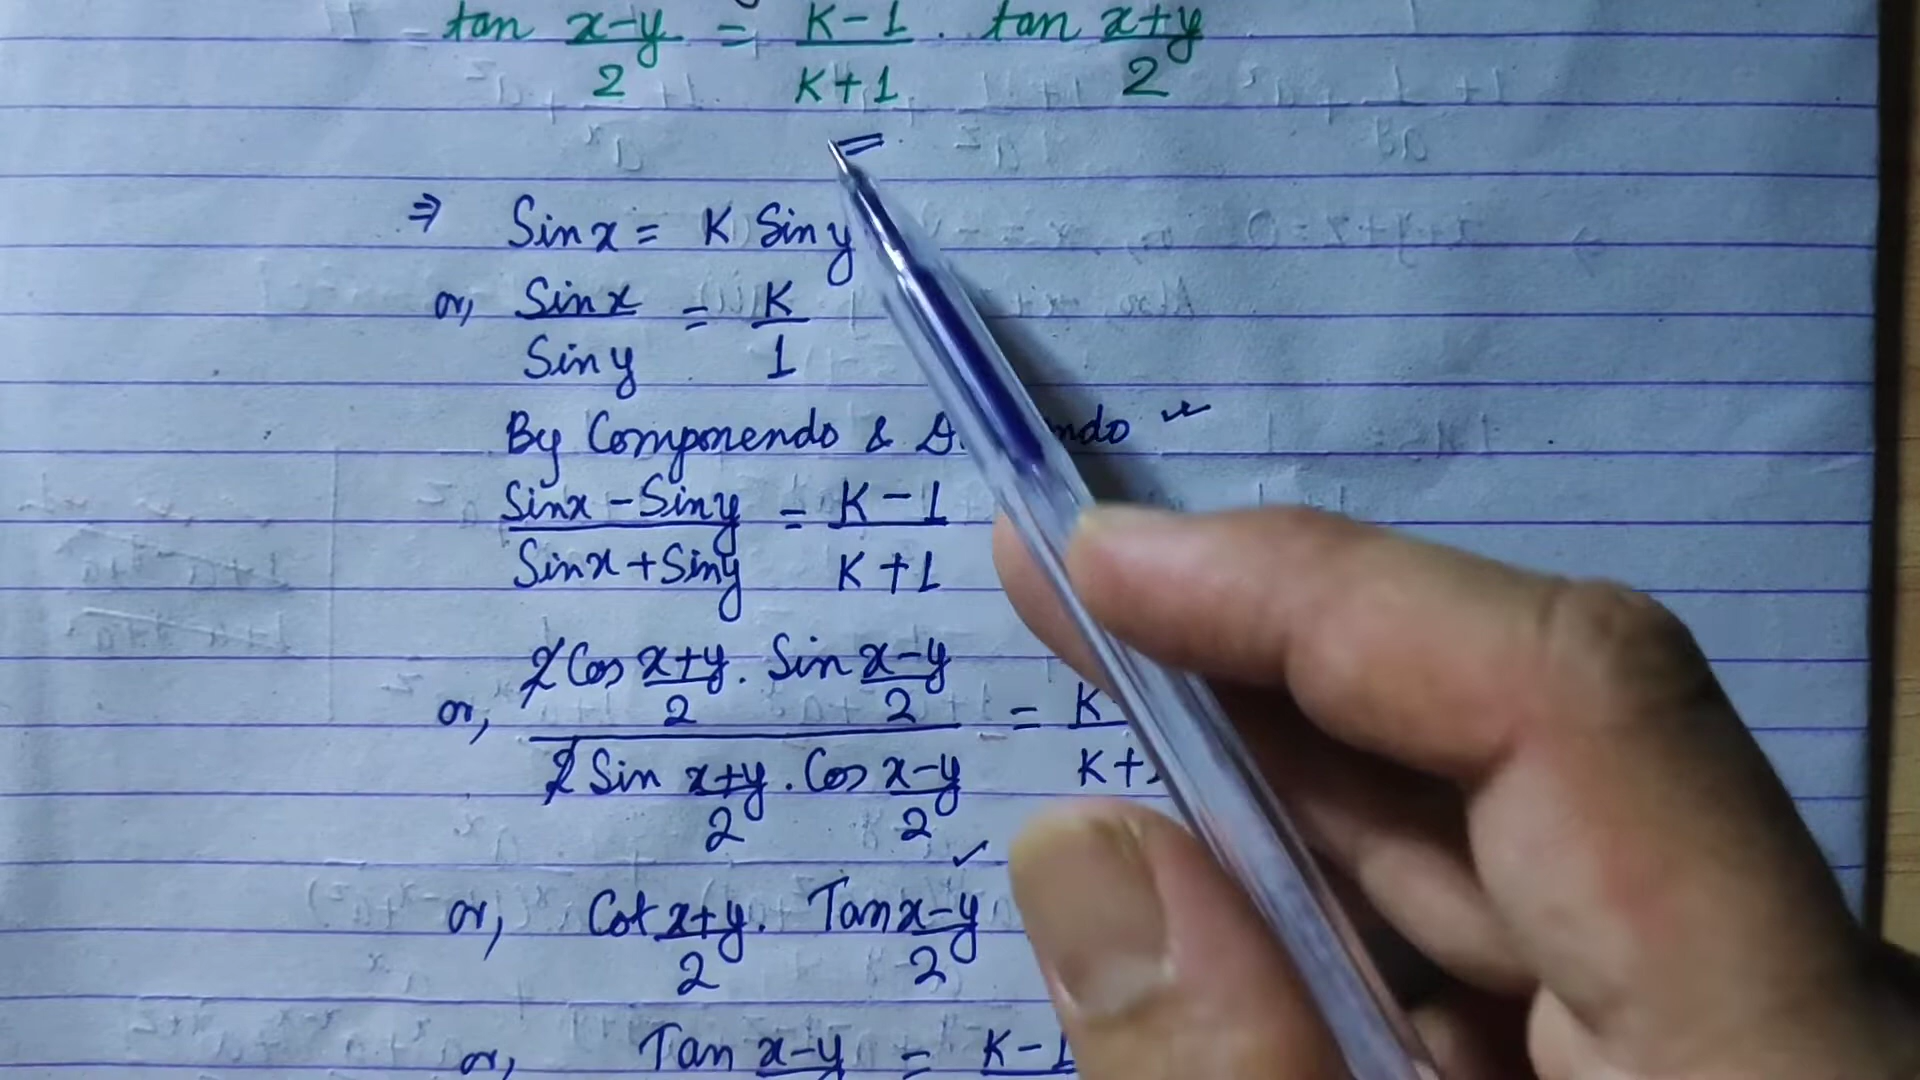 tan x-y/2 = K-1/K+1 . tan x+y/2
⇒ Sinx = K Siny
or, Sinx/Siny = K/1
By Componendo &
Sinx - Siny/Sinx + Siny = K-1/K+1
or, 2Cos x+y/2 . Sin x-y/2 / 2Sin x+y/2 . Cos x-y/2 = K / K+
or, Cot x+y/2 . Tan x-y/2
or, Tan x-y = K-1